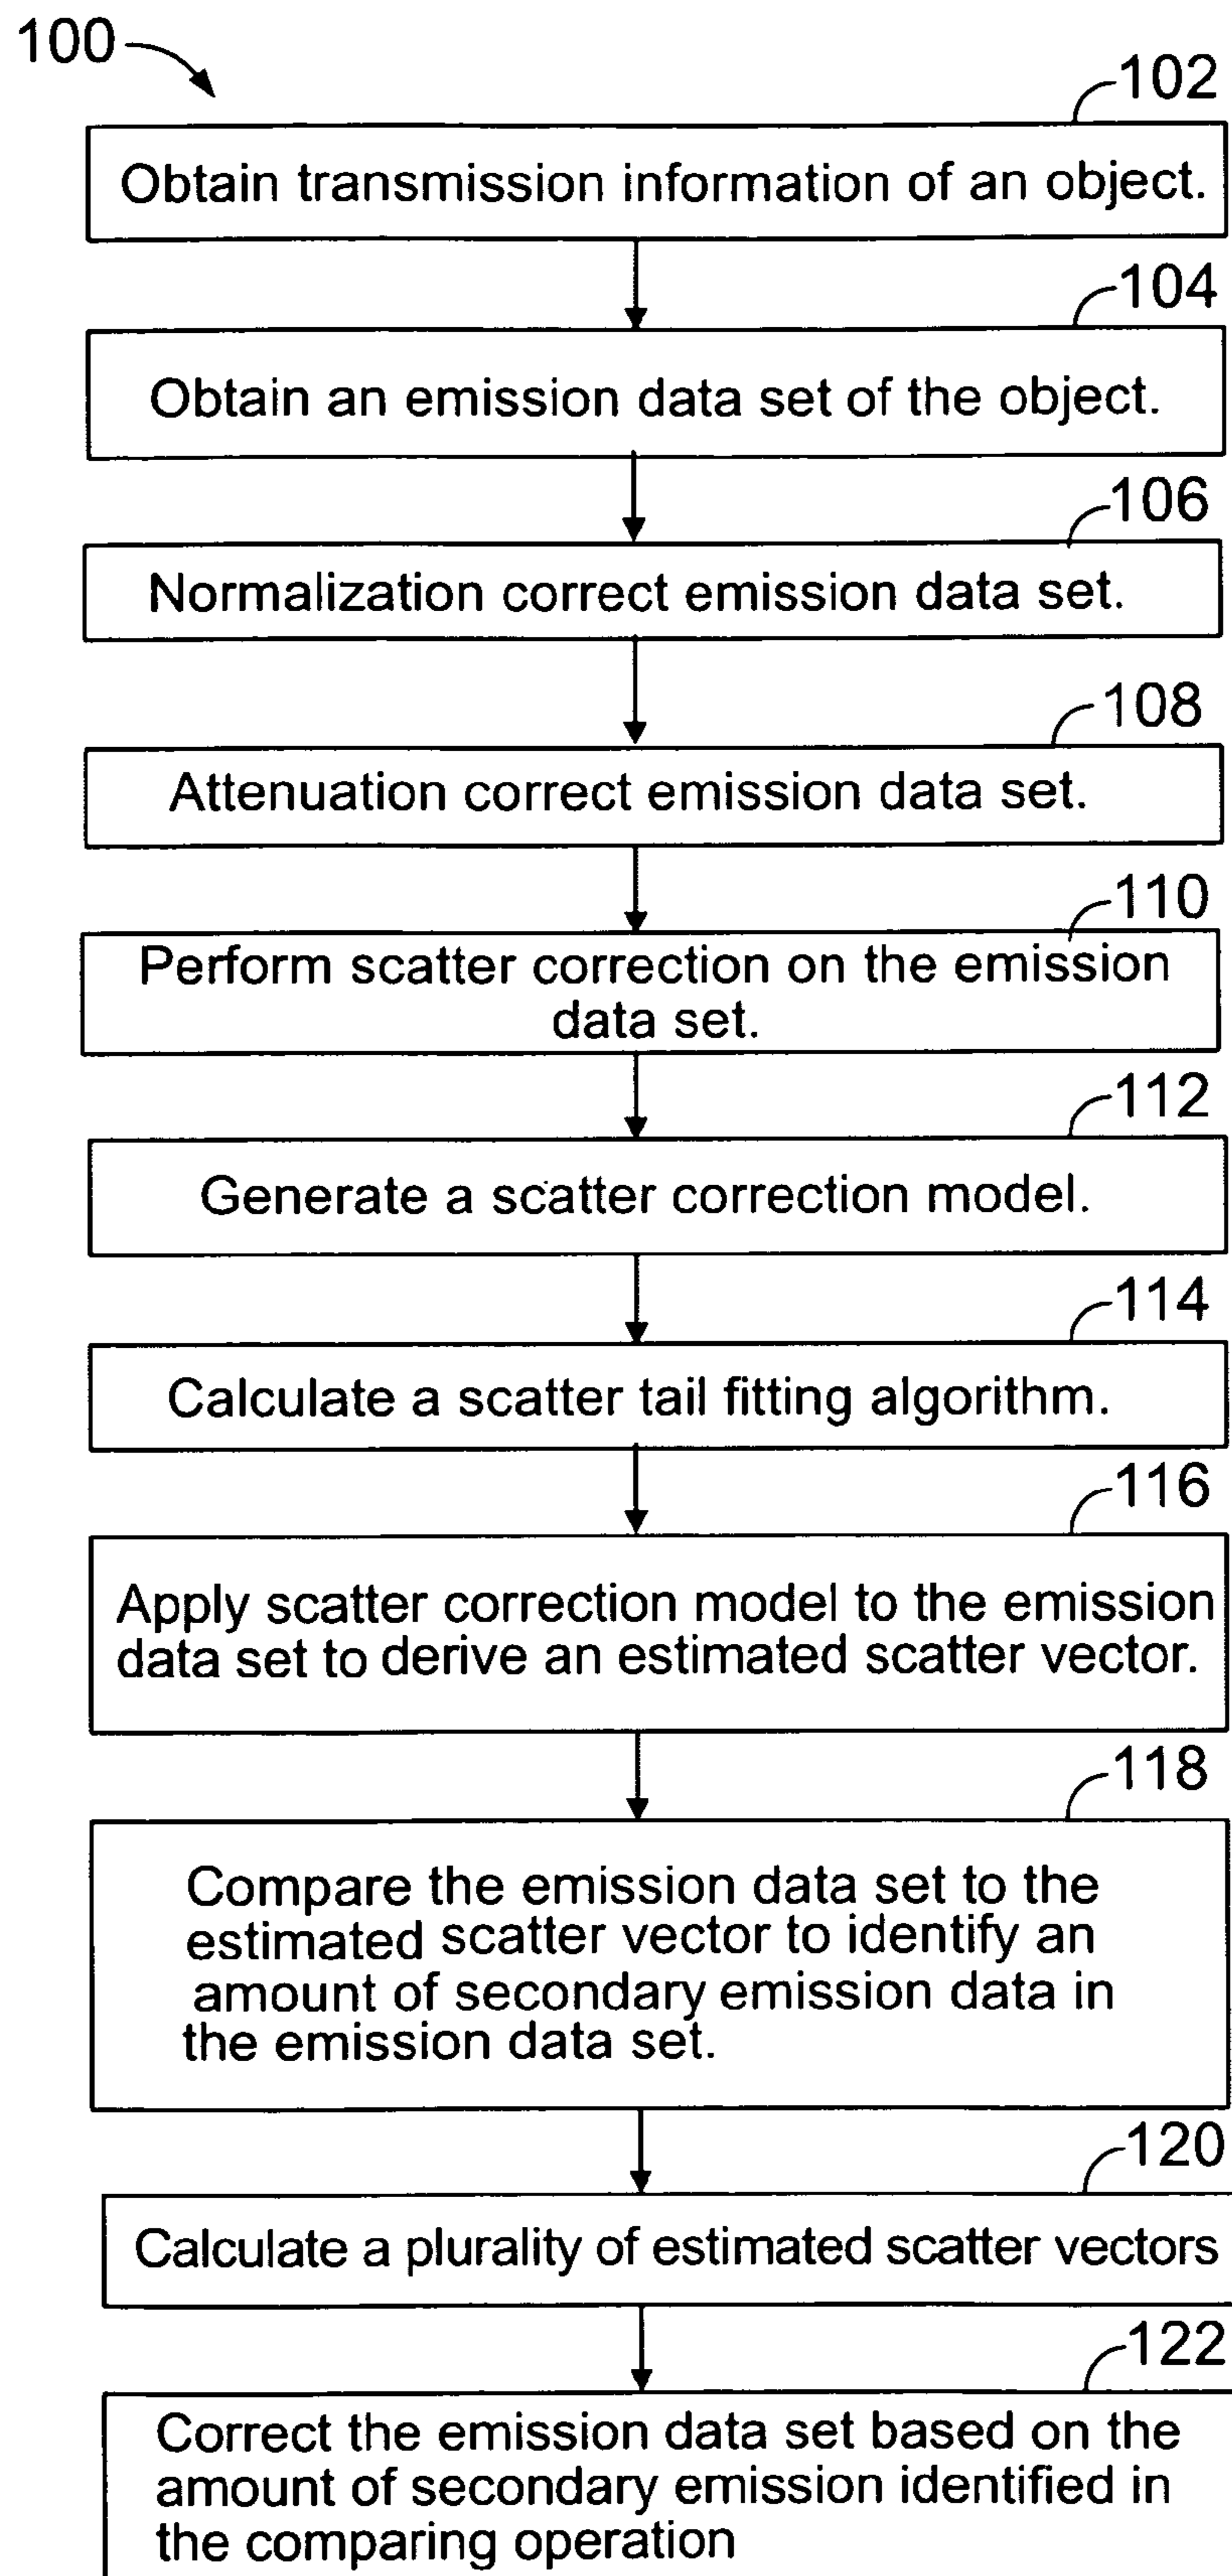 100
102
Obtain transmission information of an object.
104
Obtain an emission data set of the object.
106
Normalization correct emission data set.
108
Attenuation correct emission data set.
110
Perform scatter correction on the emission
data set.
112
Generate a scatter correction model.
114
Calculate a scatter tail fitting algorithm.
116
Apply scatter correction model to the emission
data set to derive an estimated scatter vector.
118
Compare the emission data set to the
estimated scatter vector to identify an
amount of secondary emission data in
the emission data set.
120
Calculate a plurality of estimated scatter vectors
122
Correct the emission data set based on the
amount of secondary emission identified in
the comparing operation